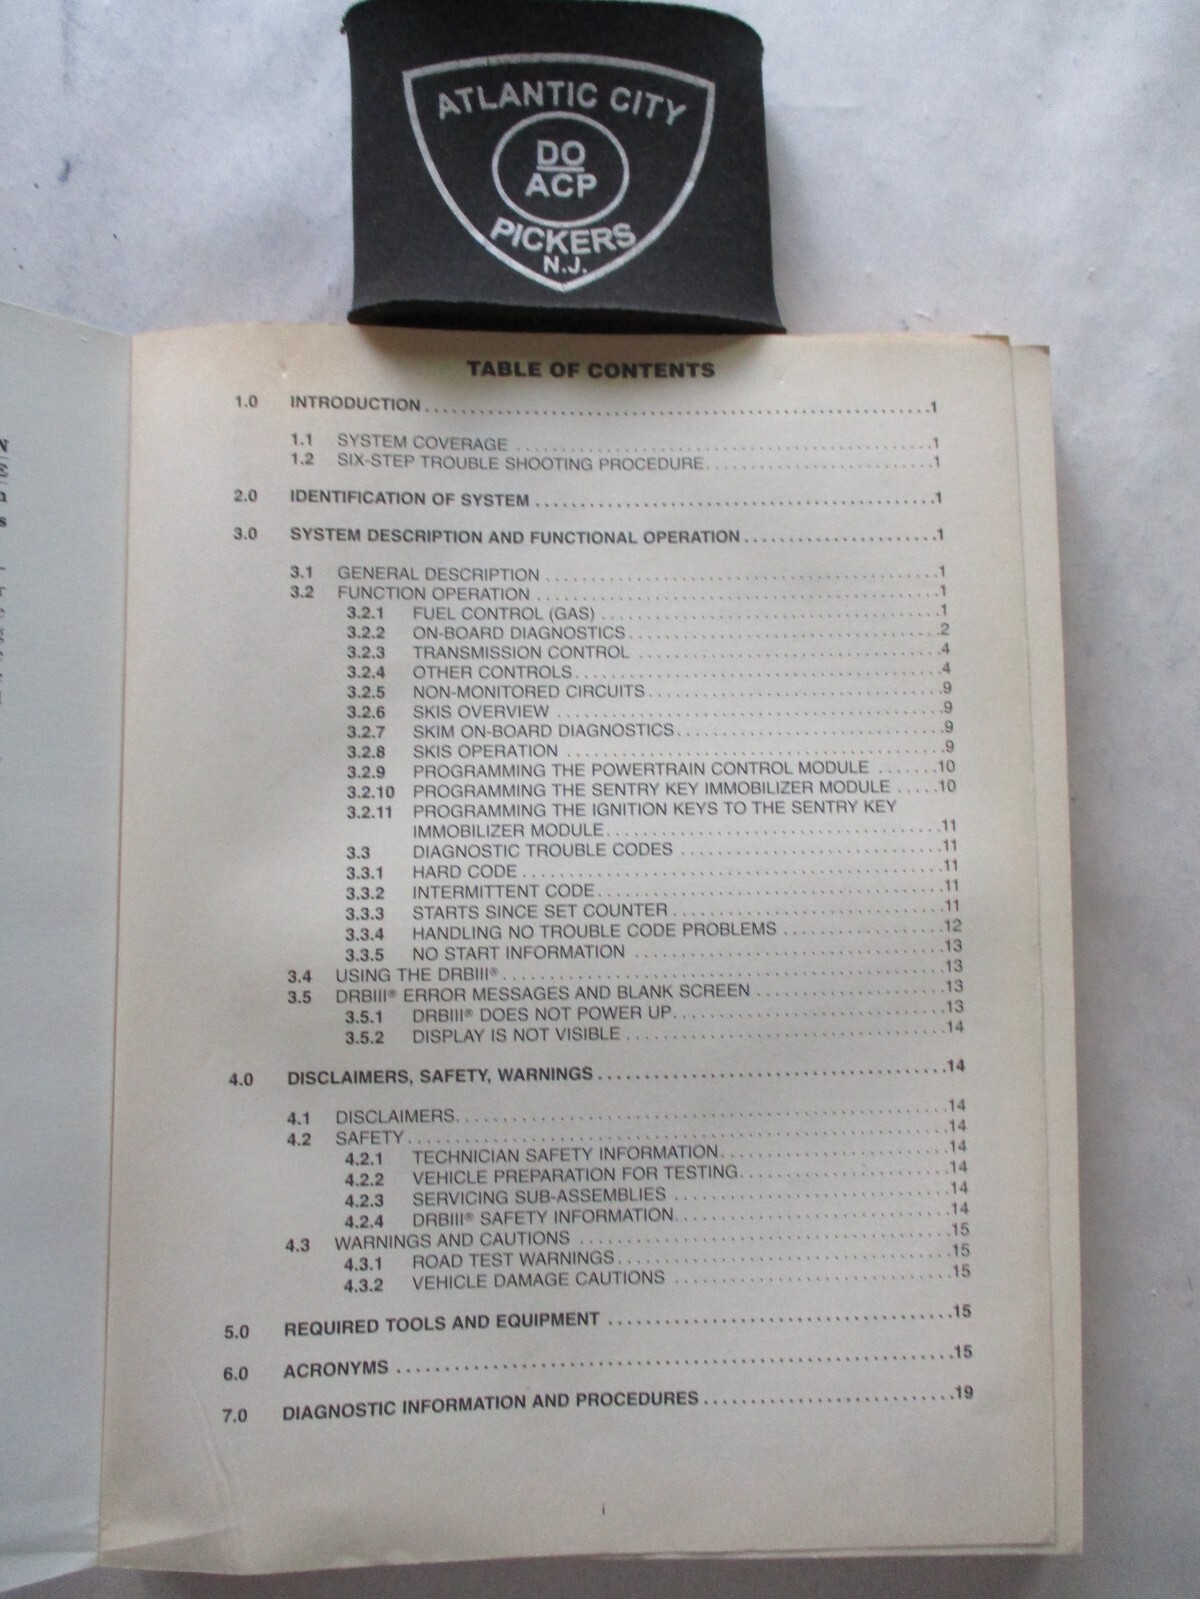 ATLANTIC CITY
DO
ACP
PICKERS
N.J.
TABLE OF CONTENTS
1.0 INTRODUCTION . . . . . . . . . . 1
1.1 SYSTEM COVERAGE . . . . . . . . . . 1
1.2 SIX-STEP TROUBLE SHOOTING PROCEDURE . . . . . . . . . . 1
2.0 IDENTIFICATION OF SYSTEM . . . . . . . . . . 1
3.0 SYSTEM DESCRIPTION AND FUNCTIONAL OPERATION . . . . . . . . . . 1
3.1 GENERAL DESCRIPTION . . . . . . . . . . 1
3.2 FUNCTION OPERATION . . . . . . . . . . 1
3.2.1 FUEL CONTROL (GAS) . . . . . . . . . . 1
3.2.2 ON-BOARD DIAGNOSTICS . . . . . . . . . . 2
3.2.3 TRANSMISSION CONTROL . . . . . . . . . . 4
3.2.4 OTHER CONTROLS . . . . . . . . . . 4
3.2.5 NON-MONITORED CIRCUITS . . . . . . . . . . 9
3.2.6 SKIS OVERVIEW . . . . . . . . . . 9
3.2.7 SKIM ON-BOARD DIAGNOSTICS . . . . . . . . . . 9
3.2.8 SKIS OPERATION . . . . . . . . . . 9
3.2.9 PROGRAMMING THE POWERTRAIN CONTROL MODULE . . . . . . . 10
3.2.10 PROGRAMMING THE SENTRY KEY IMMOBILIZER MODULE . . . . . 10
3.2.11 PROGRAMMING THE IGNITION KEYS TO THE SENTRY KEY
IMMOBILIZER MODULE . . . . . . . . . . 11
3.3 DIAGNOSTIC TROUBLE CODES . . . . . . . . . . 11
3.3.1 HARD CODE . . . . . . . . . . 11
3.3.2 INTERMITTENT CODE . . . . . . . . . . 11
3.3.3 STARTS SINCE SET COUNTER . . . . . . . . . . 11
3.3.4 HANDLING NO TROUBLE CODE PROBLEMS . . . . . . . . . . 12
3.3.5 NO START INFORMATION . . . . . . . . . . 13
3.4 USING THE DRBIII® . . . . . . . . . . 13
3.5 DRBIII® ERROR MESSAGES AND BLANK SCREEN . . . . . . . . . . 13
3.5.1 DRBIII® DOES NOT POWER UP . . . . . . . . . . 13
3.5.2 DISPLAY IS NOT VISIBLE . . . . . . . . . . 14
4.0 DISCLAIMERS, SAFETY, WARNINGS . . . . . . . . . . 14
4.1 DISCLAIMERS . . . . . . . . . . 14
4.2 SAFETY . . . . . . . . . . 14
4.2.1 TECHNICIAN SAFETY INFORMATION . . . . . . . . . . 14
4.2.2 VEHICLE PREPARATION FOR TESTING . . . . . . . . . . 14
4.2.3 SERVICING SUB-ASSEMBLIES . . . . . . . . . . 14
4.2.4 DRBIII® SAFETY INFORMATION . . . . . . . . . . 14
4.3 WARNINGS AND CAUTIONS . . . . . . . . . . 15
4.3.1 ROAD TEST WARNINGS . . . . . . . . . . 15
4.3.2 VEHICLE DAMAGE CAUTIONS . . . . . . . . . . 15
5.0 REQUIRED TOOLS AND EQUIPMENT . . . . . . . . . . 15
6.0 ACRONYMS . . . . . . . . . . 15
7.0 DIAGNOSTIC INFORMATION AND PROCEDURES . . . . . . . . . . 19
i